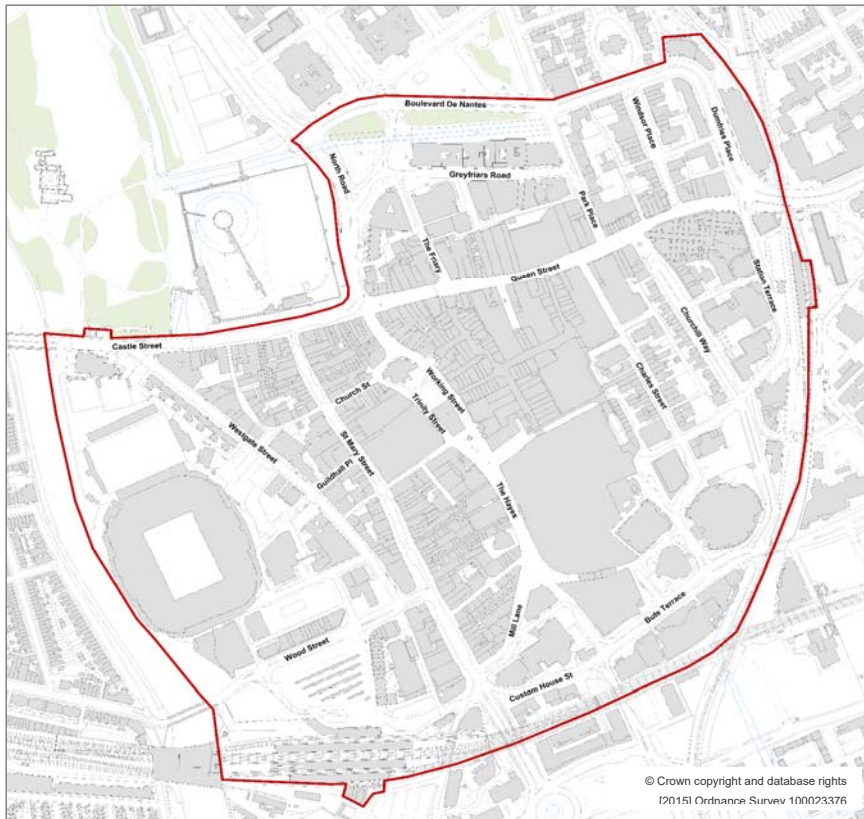 Boulevard De Nantes
Windsor Place
Dumfries Place
North Road
Greyfriars Road
Park Place
The Friary
Queen Street
Station Terrace
Castle Street
Churchill Way
Working Street
Charles Street
Church St
Trinity Street
Westgate Street
St Mary Street
Guildhall Pl
The Hayes
Mill Lane
Bute Terrace
Wood Street
Custom House St
© Crown copyright and database rights
[2015] Ordnance Survey 100023376